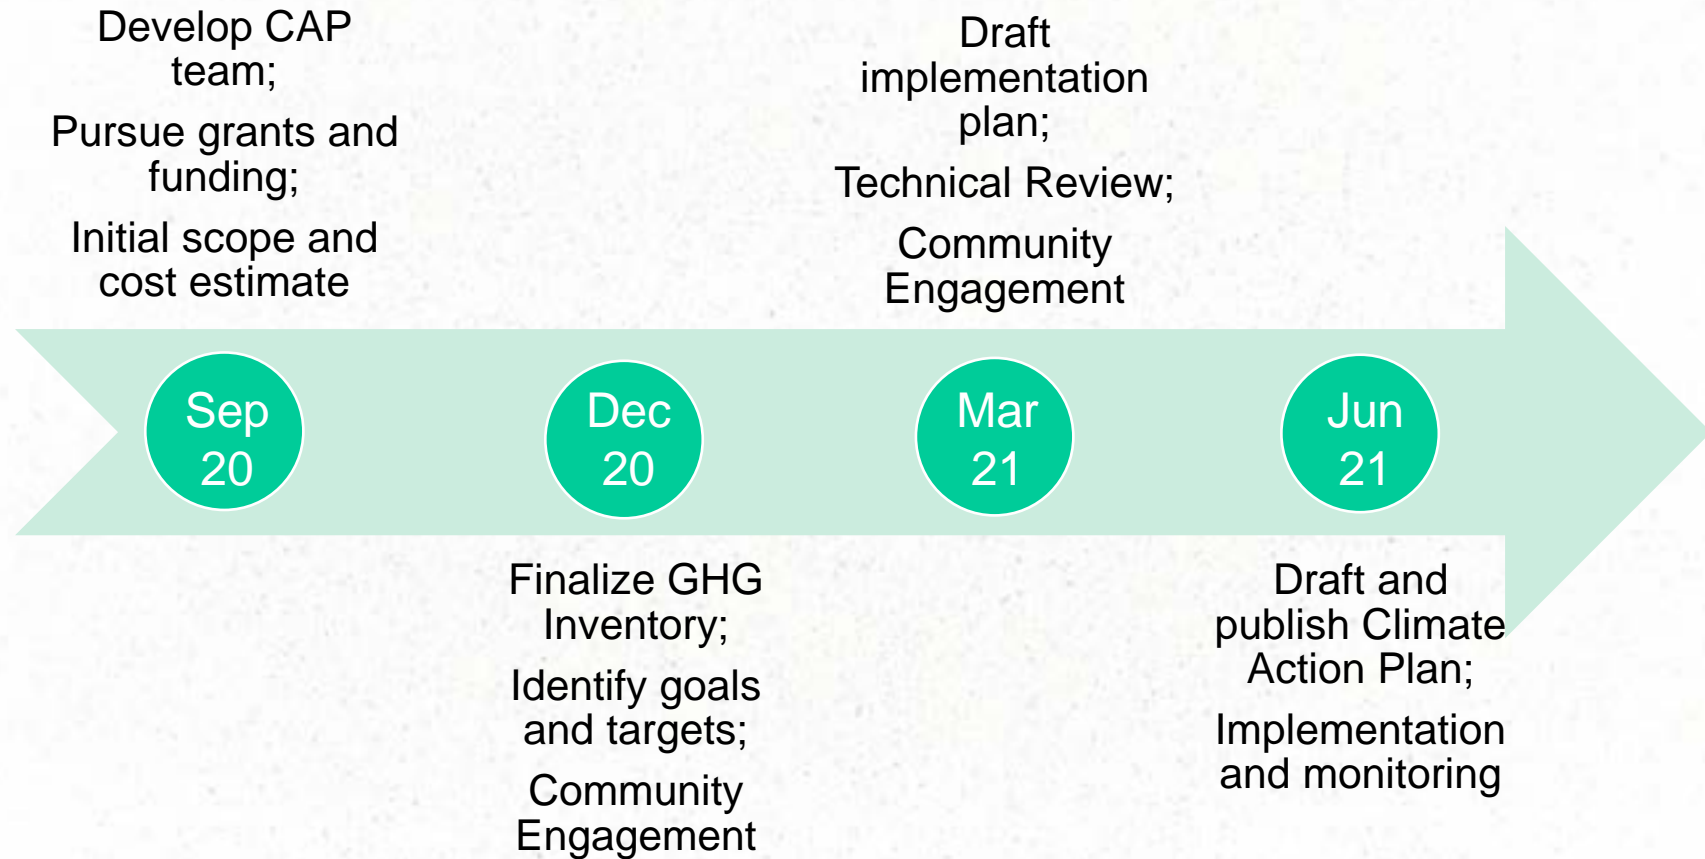 Develop CAP
team;
Pursue grants and
funding;
Initial scope and
cost estimate
Draft
implementation
plan;
Technical Review;
Community
Engagement
Sep
20
Dec
20
Mar
21
Jun
21
Finalize GHG
Inventory;
Identify goals
and targets;
Community
Engagement
Draft and
publish Climate
Action Plan;
Implementation
and monitoring